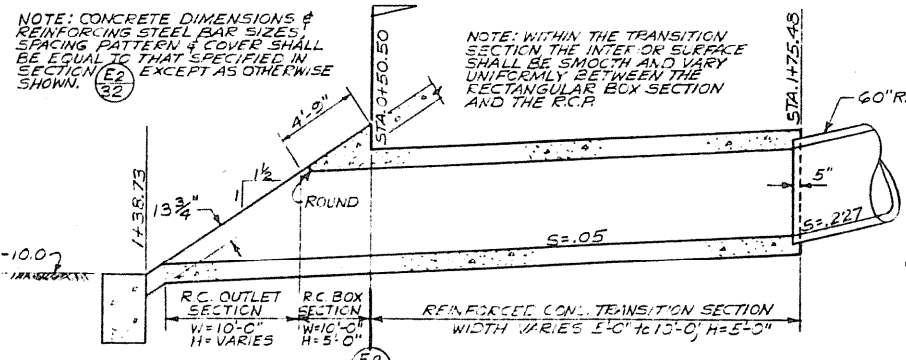 NOTE: CONCRETE DIMENSIONS &
REINFORCING STEEL BAR SIZES,
SPACING PATTERN & COVER SHALL
BE EQUAL TO THAT SPECIFIED IN
SECTION E2/32 EXCEPT AS OTHERWISE
SHOWN.
NOTE: WITHIN THE TRANSITION
SECTION THE INTERIOR SURFACE
SHALL BE SMOOTH AND VARY
UNIFORMLY BETWEEN THE
RECTANGULAR BOX SECTION
AND THE R.C.P.
STA. 0+50.50
STA. 1+75.48
60" R.
4'-9"
1+38.73
1
1 1/2
13 3/4"
ROUND
5"
S=.05
S=.227
-10.0
R.C. OUTLET
SECTION
W=10'-0"
H=VARIES
R.C. BOX
SECTION
W=10'-0"
H=5'-0"
REINFORCED CONC. TRANSITION SECTION
WIDTH VARIES 5'-0" to 10'-0", H=5'-0"